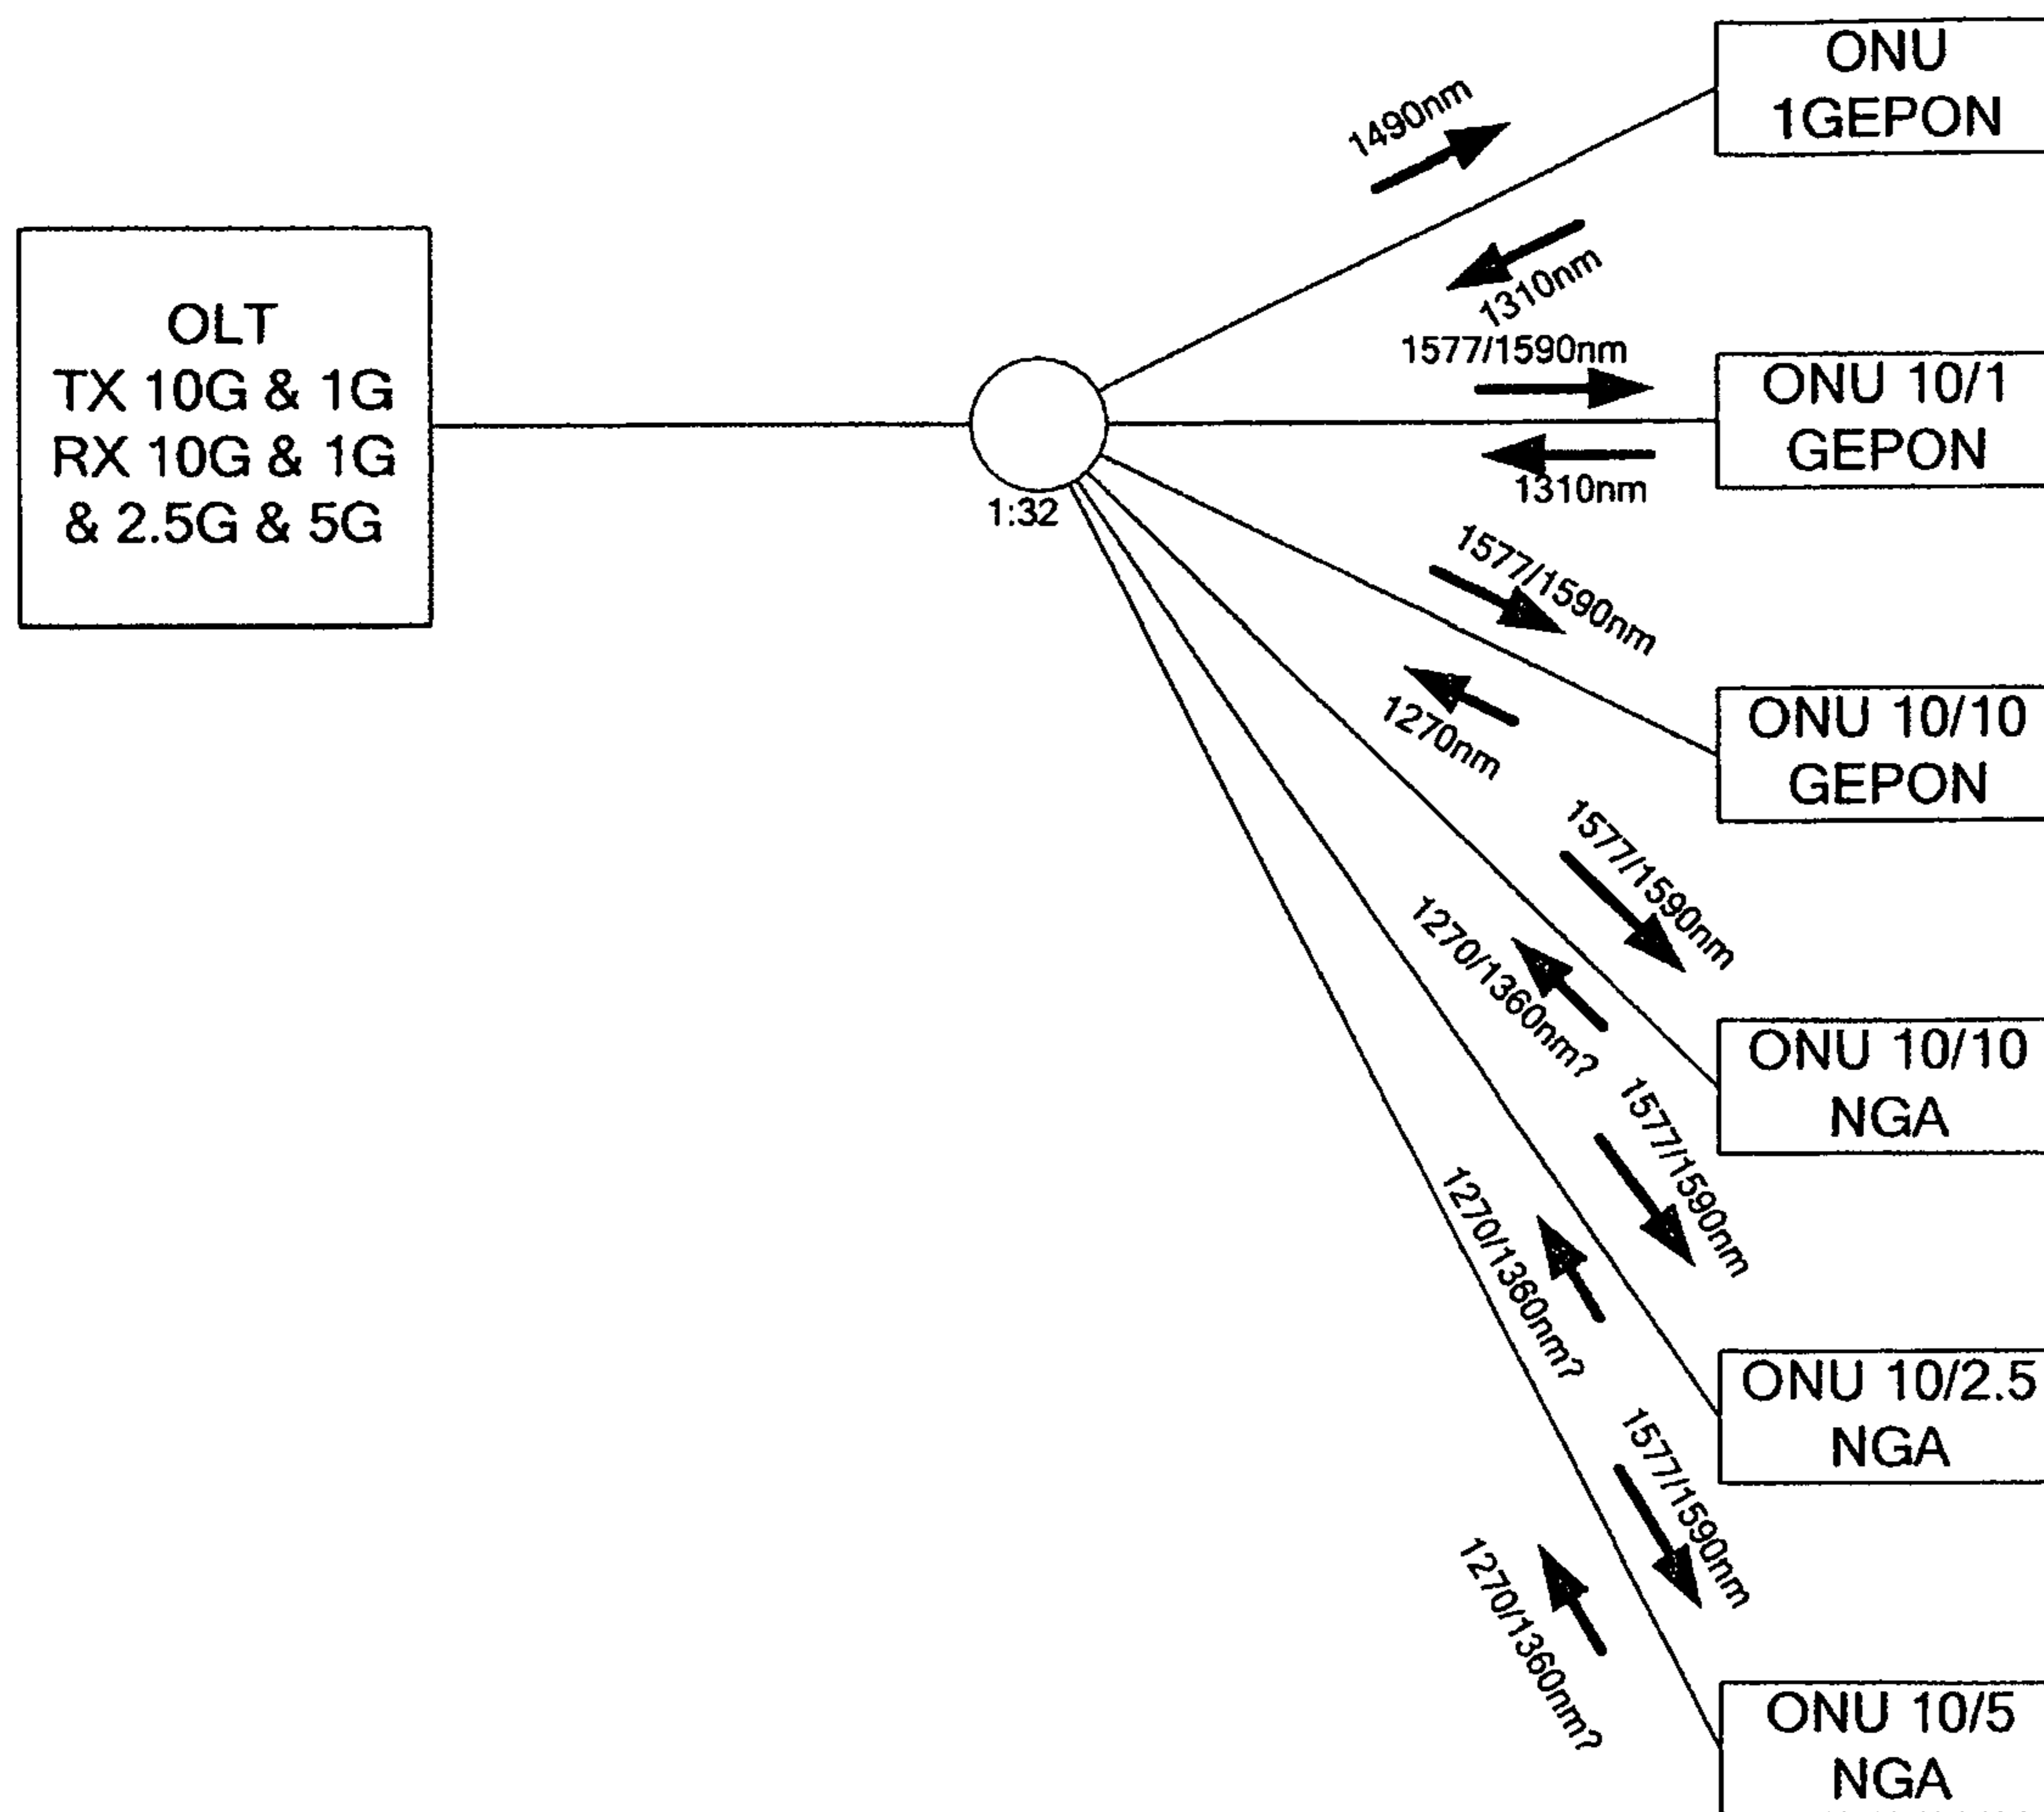 OLT
TX 10G & 1G
RX 10G & 1G
& 2.5G & 5G
1:32
1490nm
1310nm
ONU
1GEPON
1577/1590nm
1310nm
ONU 10/1
GEPON
1577/1590nm
1270nm
ONU 10/10
GEPON
1577/1590nm
1270/1360nm?
ONU 10/10
NGA
1577/1590nm
1270/1360nm?
ONU 10/2.5
NGA
1577/1590nm
1270/1360nm?
ONU 10/5
NGA